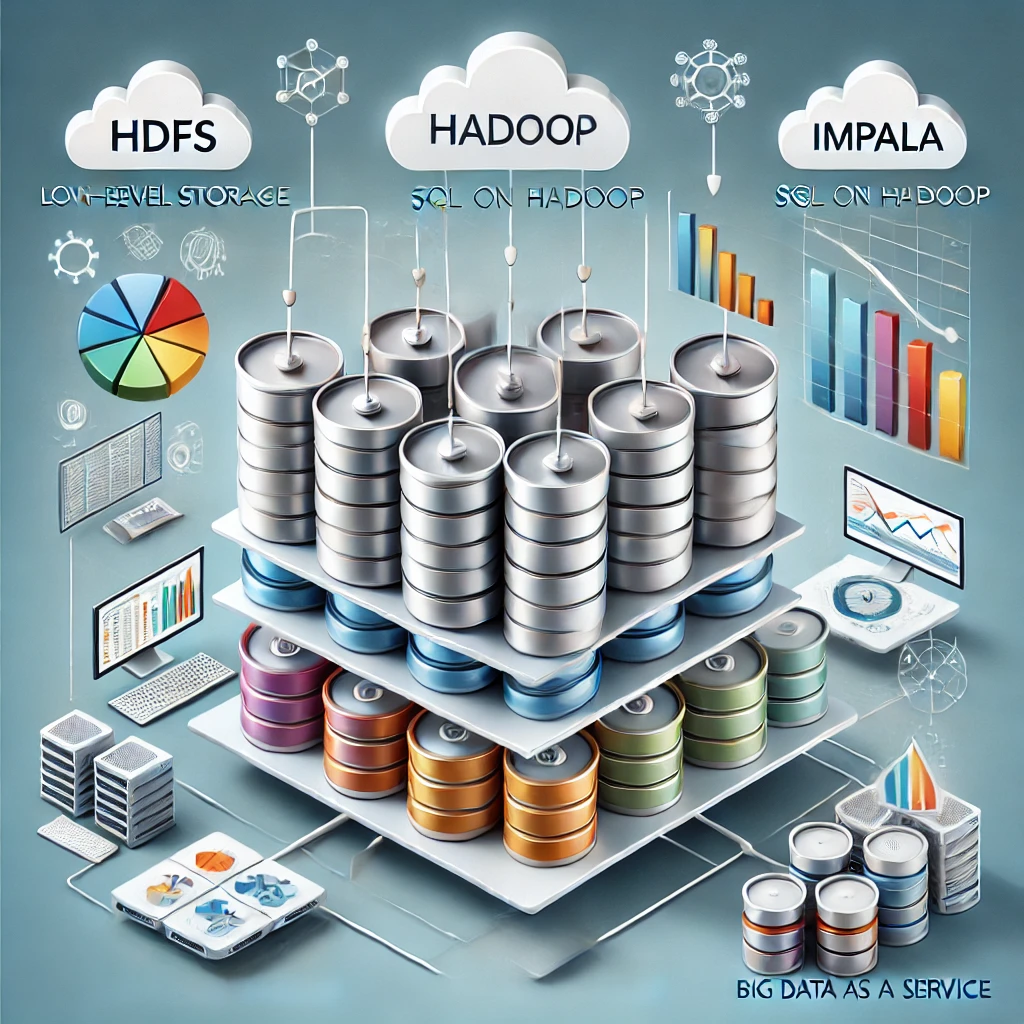 HDFS
HADOOP
IMPALA
LOW-LEVEL STORAGE
SQL ON HADOOP
SQL ON HADOOP
BIG DATA AS A SERVICE